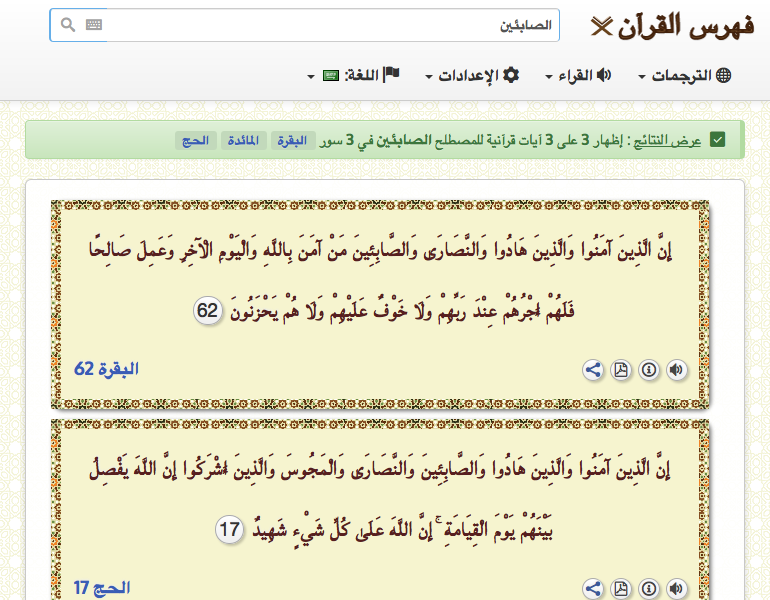 فهرس القرآن
الصابئين
الترجمات القراء الإعدادات اللغة:
عرض النتائج : إظهار 3 على 3 آيات قرآنية للمصطلح الصابئين في 3 سور البقرة المائدة الحج
إِنَّ الَّذِينَ آمَنُوا وَالَّذِينَ هَادُوا وَالنَّصَارَى وَالصَّابِئِينَ مَنْ آمَنَ بِاللَّهِ وَالْيَوْمِ الْآخِرِ وَعَمِلَ صَالِحًا
فَلَهُمْ أَجْرُهُمْ عِنْدَ رَبِّهِمْ وَلَا خَوْفٌ عَلَيْهِمْ وَلَا هُمْ يَحْزَنُونَ 62
البقرة 62
إِنَّ الَّذِينَ آمَنُوا وَالَّذِينَ هَادُوا وَالصَّابِئِينَ وَالنَّصَارَى وَالْمَجُوسَ وَالَّذِينَ أَشْرَكُوا إِنَّ اللَّهَ يَفْصِلُ
بَيْنَهُمْ يَوْمَ الْقِيَامَةِ ۚ إِنَّ اللَّهَ عَلَى كُلِّ شَيْءٍ شَهِيدٌ 17
الحج 17